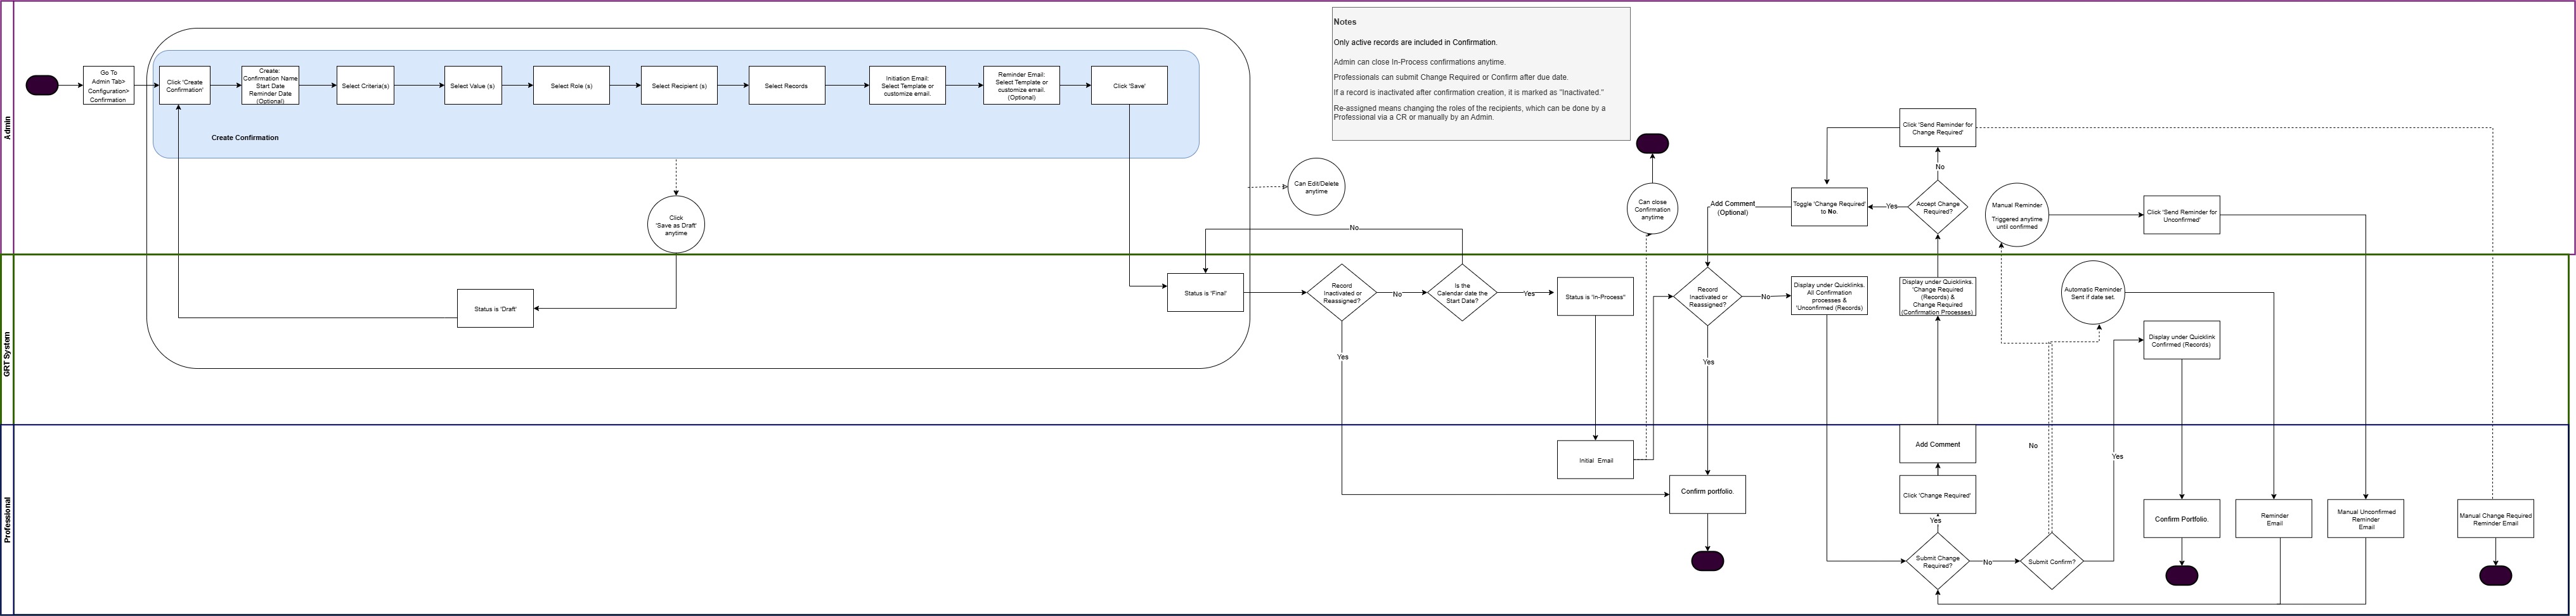 Admin
Go To
Admin Tab>
Configuration>
Confirmation
Click 'Create
Confirmation'
Create:
Confirmation Name
Start Date
Reminder Date
(Optional)
Select Criteria(s)
Select Value (s)
Select Role (s)
Select Recipient (s)
Select Records
Initiation Email:
Select Template or
customize email.
Reminder Email:
Select Template or
customize email.
(Optional)
Click 'Save'
Create Confirmation
Click
'Save as Draft'
anytime
Can Edit/Delete
anytime
Notes
Only active records are included in Confirmation.
Admin can close In-Process confirmations anytime.
Professionals can submit Change Required or Confirm after due date.
If a record is inactivated after confirmation creation, it is marked as "Inactivated."
Re-assigned means changing the roles of the recipients, which can be done by a
Professional via a CR or manually by an Admin.
Can close
Confirmation
anytime
Add Comment
(Optional)
Toggle 'Change Required'
to No.
Yes
Accept Change
Required?
No
Click 'Send Reminder for
Change Required'
Manual Reminder
Triggered anytime
until confirmed
Click 'Send Reminder for
Unconfirmed'
GRT System
Status is 'Draft'
Status is 'Final'
No
Record
Inactivated or
Reassigned?
No
Yes
Is the
Calendar date the
Start Date?
Yes
Status is 'In-Process"
Record
Inactivated or
Reassigned?
No
Yes
Display under Quicklinks.
All Confirmation
processes &
'Unconfirmed (Records)
Display under Quicklinks.
'Change Required
(Records) &
Change Required
(Confirmation Processes)
Automatic Reminder
Sent if date set.
Display under Quicklink
Confirmed (Records)
Professional
Initial Email
Confirm portfolio.
Add Comment
Click 'Change Required'
Yes
Submit Change
Required?
No
Submit Confirm?
No
Yes
Confirm Portfolio.
Reminder
Email
Manual Unconfirmed
Reminder
Email
Manual Change Required
Reminder Email